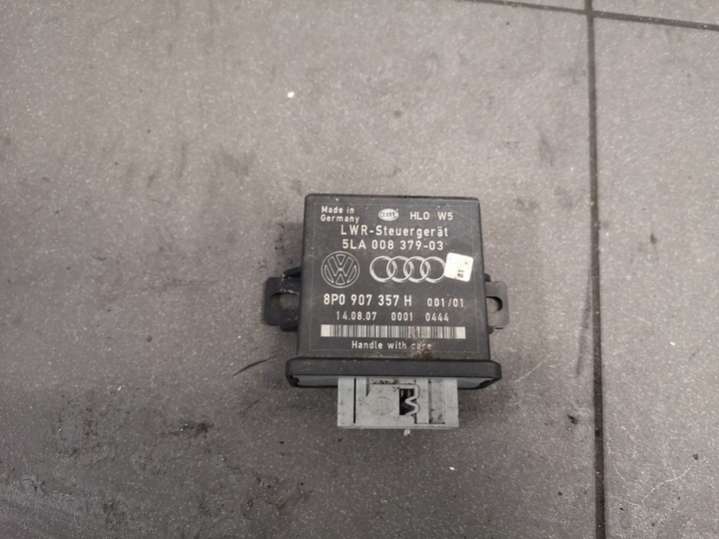 Made in
Germany
HLO W5
LWR-Steuergerät
5LA 008 379-03
8P0 907 357 H 001/01
14.08.07 0001 0444
Handle with care